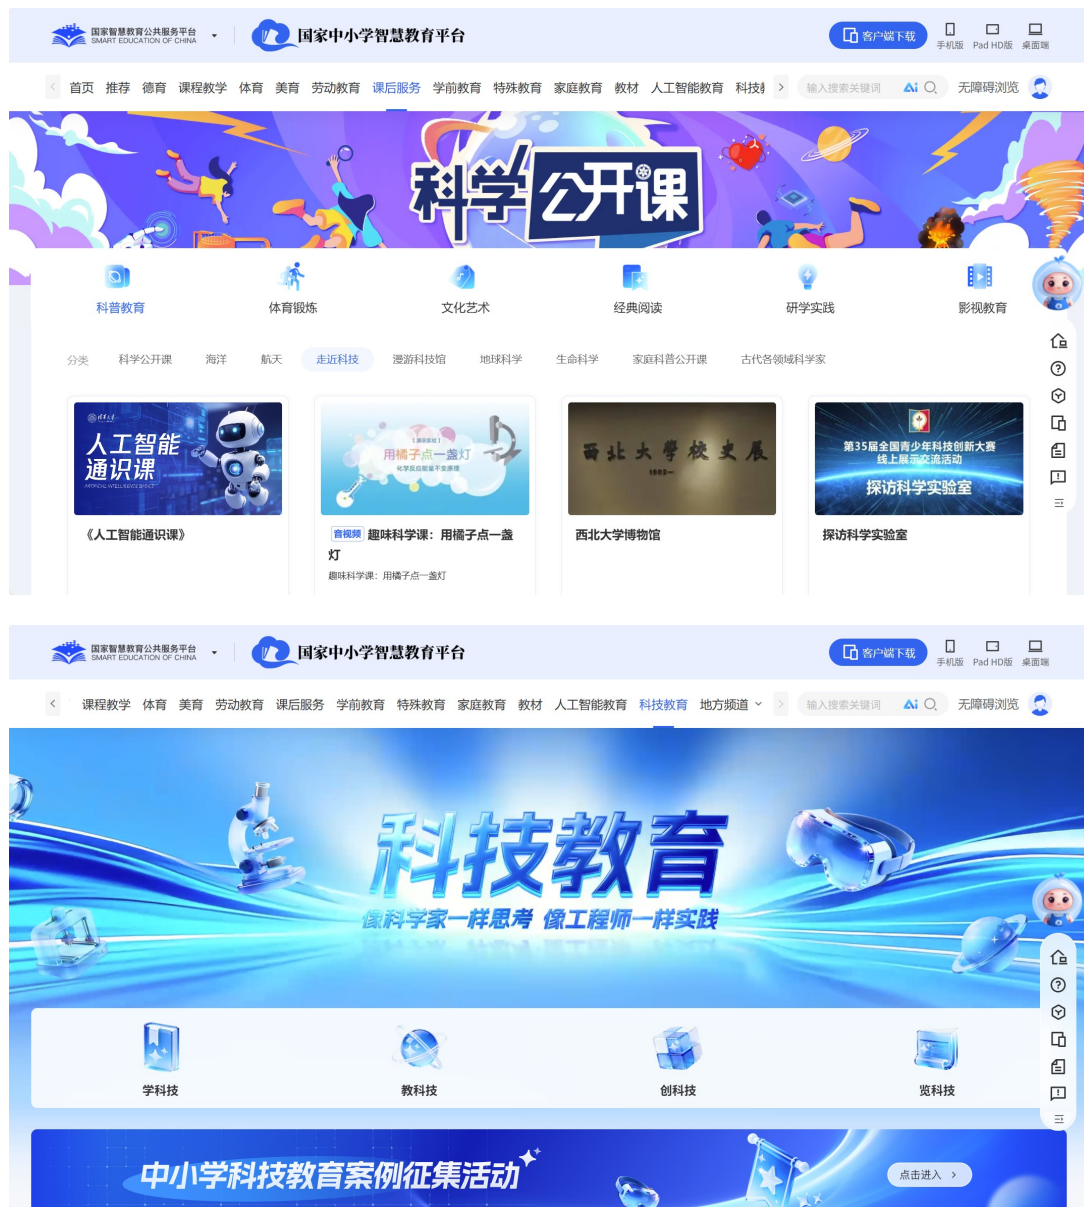 国家智慧教育公共服务平台
SMART EDUCATION OF CHINA
国家中小学智慧教育平台
客户端下载
手机版 Pad HD版 桌面端
首页 推荐 德育 课程教学 体育 美育 劳动教育 课后服务 学前教育 特殊教育 家庭教育 教材 人工智能教育 科技
输入搜索关键词 Ai 无障碍浏览
科学公开课
科普教育 体育锻炼 文化艺术 经典阅读 研学实践 影视教育
分类 科学公开课 海洋 航天 走近科技 漫游科技馆 地球科学 生命科学 家庭科普公开课 古代各领域科学家
清华大学
人工智能
通识课
用橘子点一盏灯
化学反应能量不变原理
西北大學校史展
1902—
第35届全国青少年科技创新大赛
线上展示交流活动
探访科学实验室
《人工智能通识课》
音视频 趣味科学课：用橘子点一盏
灯
趣味科学课：用橘子点一盏灯
西北大学博物馆
探访科学实验室
国家智慧教育公共服务平台
SMART EDUCATION OF CHINA
国家中小学智慧教育平台
客户端下载
手机版 Pad HD版 桌面端
课程教学 体育 美育 劳动教育 课后服务 学前教育 特殊教育 家庭教育 教材 人工智能教育 科技教育 地方频道
输入搜索关键词 Ai 无障碍浏览
科技教育
像科学家一样思考 像工程师一样实践
学科技 教科技 创科技 览科技
中小学科技教育案例征集活动
点击进入